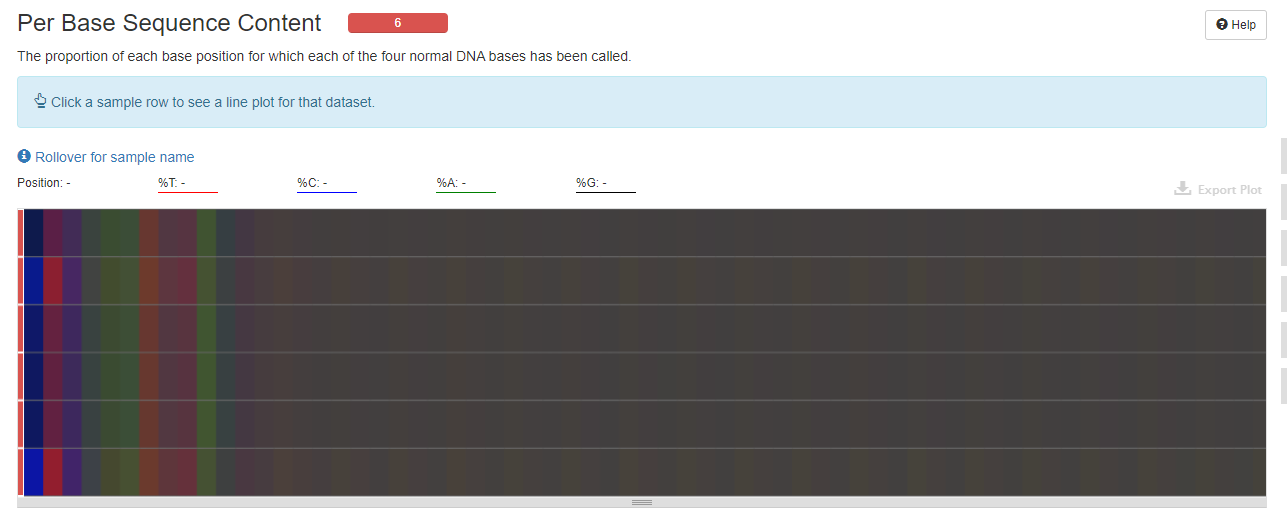 Per Base Sequence Content 6 Help
The proportion of each base position for which each of the four normal DNA bases has been called.
Click a sample row to see a line plot for that dataset.
Rollover for sample name
Position: - %T: - %C: - %A: - %G: -
Export Plot